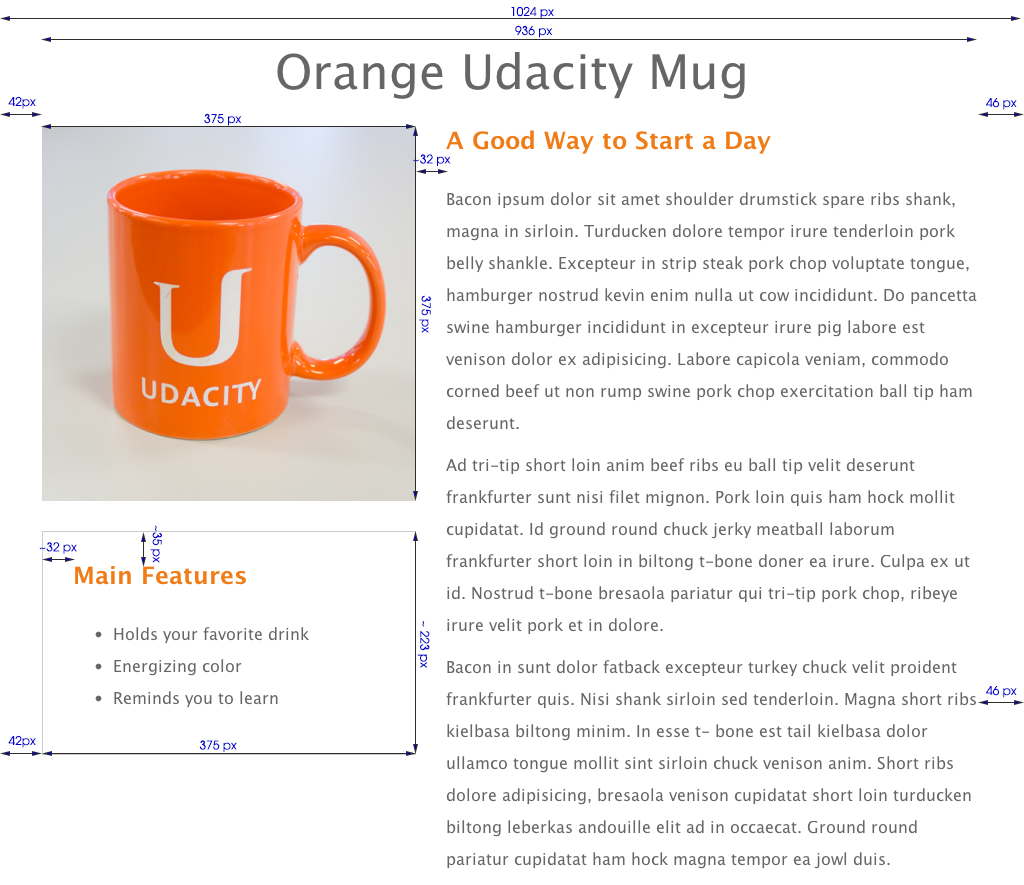 1024 px
936 px
Orange Udacity Mug
42px
46 px
375 px
~32 px
375 px
UDACITY
A Good Way to Start a Day
Bacon ipsum dolor sit amet shoulder drumstick spare ribs shank,
magna in sirloin. Turducken dolore tempor irure tenderloin pork
belly shankle. Excepteur in strip steak pork chop voluptate tongue,
hamburger nostrud kevin enim nulla ut cow incididunt. Do pancetta
swine hamburger incididunt in excepteur irure pig labore est
venison dolor ex adipisicing. Labore capicola veniam, commodo
corned beef ut non rump swine pork chop exercitation ball tip ham
deserunt.
Ad tri-tip short loin anim beef ribs eu ball tip velit deserunt
frankfurter sunt nisi filet mignon. Pork loin quis ham hock mollit
cupidatat. Id ground round chuck jerky meatball laborum
frankfurter short loin in biltong t-bone doner ea irure. Culpa ex ut
id. Nostrud t-bone bresaola pariatur qui tri-tip pork chop, ribeye
irure velit pork et in dolore.
Bacon in sunt dolor fatback excepteur turkey chuck velit proident
frankfurter quis. Nisi shank sirloin sed tenderloin. Magna short ribs
kielbasa biltong minim. In esse t- bone est tail kielbasa dolor
ullamco tongue mollit sint sirloin chuck venison anim. Short ribs
dolore adipisicing, bresaola venison cupidatat short loin turducken
biltong leberkas andouille elit ad in occaecat. Ground round
pariatur cupidatat ham hock magna tempor ea jowl duis.
46 px
~32 px
~35 px
Main Features
Holds your favorite drink
Energizing color
Reminds you to learn
~ 223 px
42px
375 px